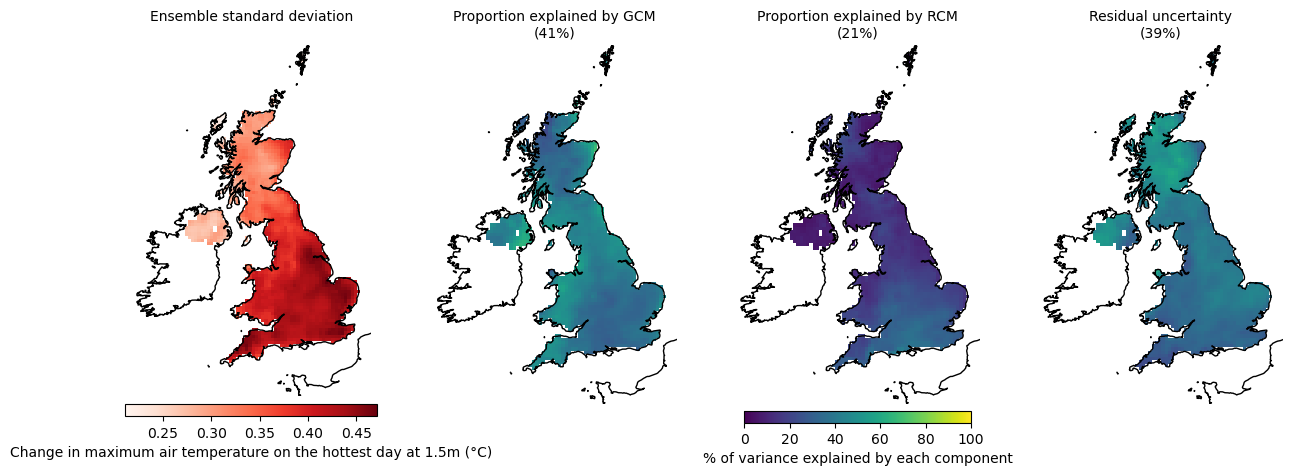 Ensemble standard deviation
Proportion explained by GCM
(41%)
Proportion explained by RCM
(21%)
Residual uncertainty
(39%)
0.25 0.30 0.35 0.40 0.45
Change in maximum air temperature on the hottest day at 1.5m (°C)
0 20 40 60 80 100
% of variance explained by each component